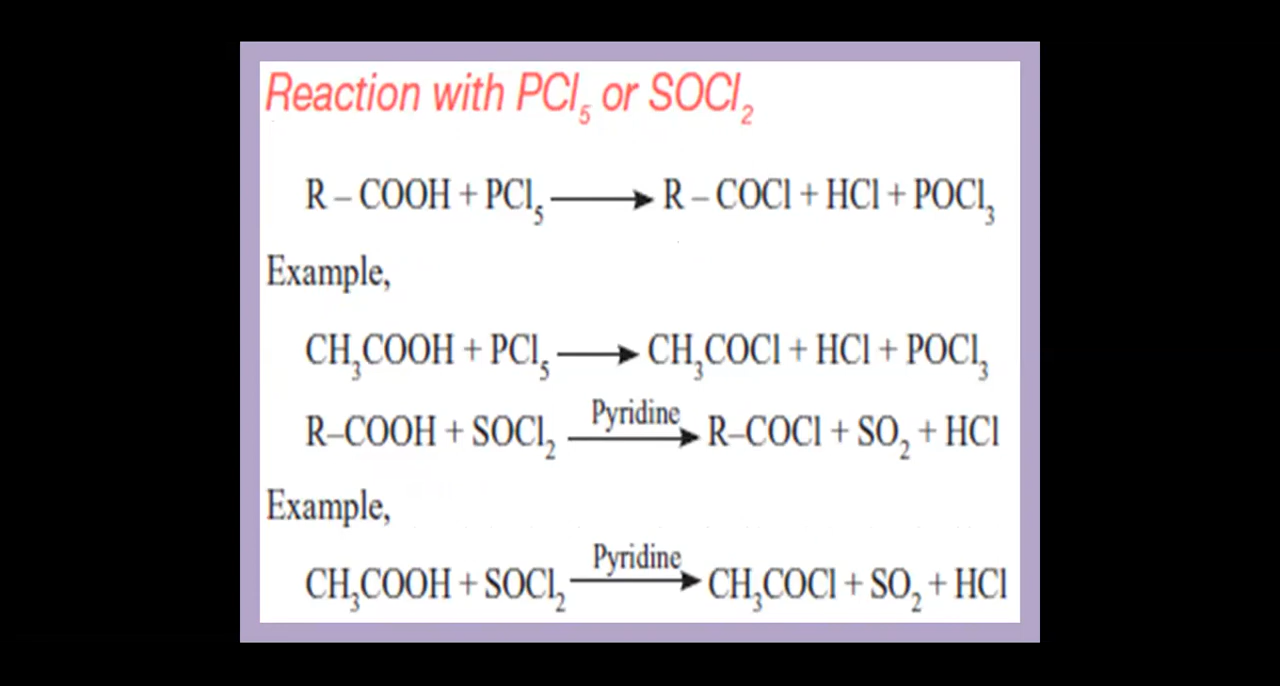 Reaction with PCl₅ or SOCl₂
R – COOH + PCl₅ ⟶ R – COCl + HCl + POCl₃
Example,
CH₃COOH + PCl₅ ⟶ CH₃COCl + HCl + POCl₃
Pyridine
R–COOH + SOCl₂ ⟶ R–COCl + SO₂ + HCl
Example,
Pyridine
CH₃COOH + SOCl₂ ⟶ CH₃COCl + SO₂ + HCl